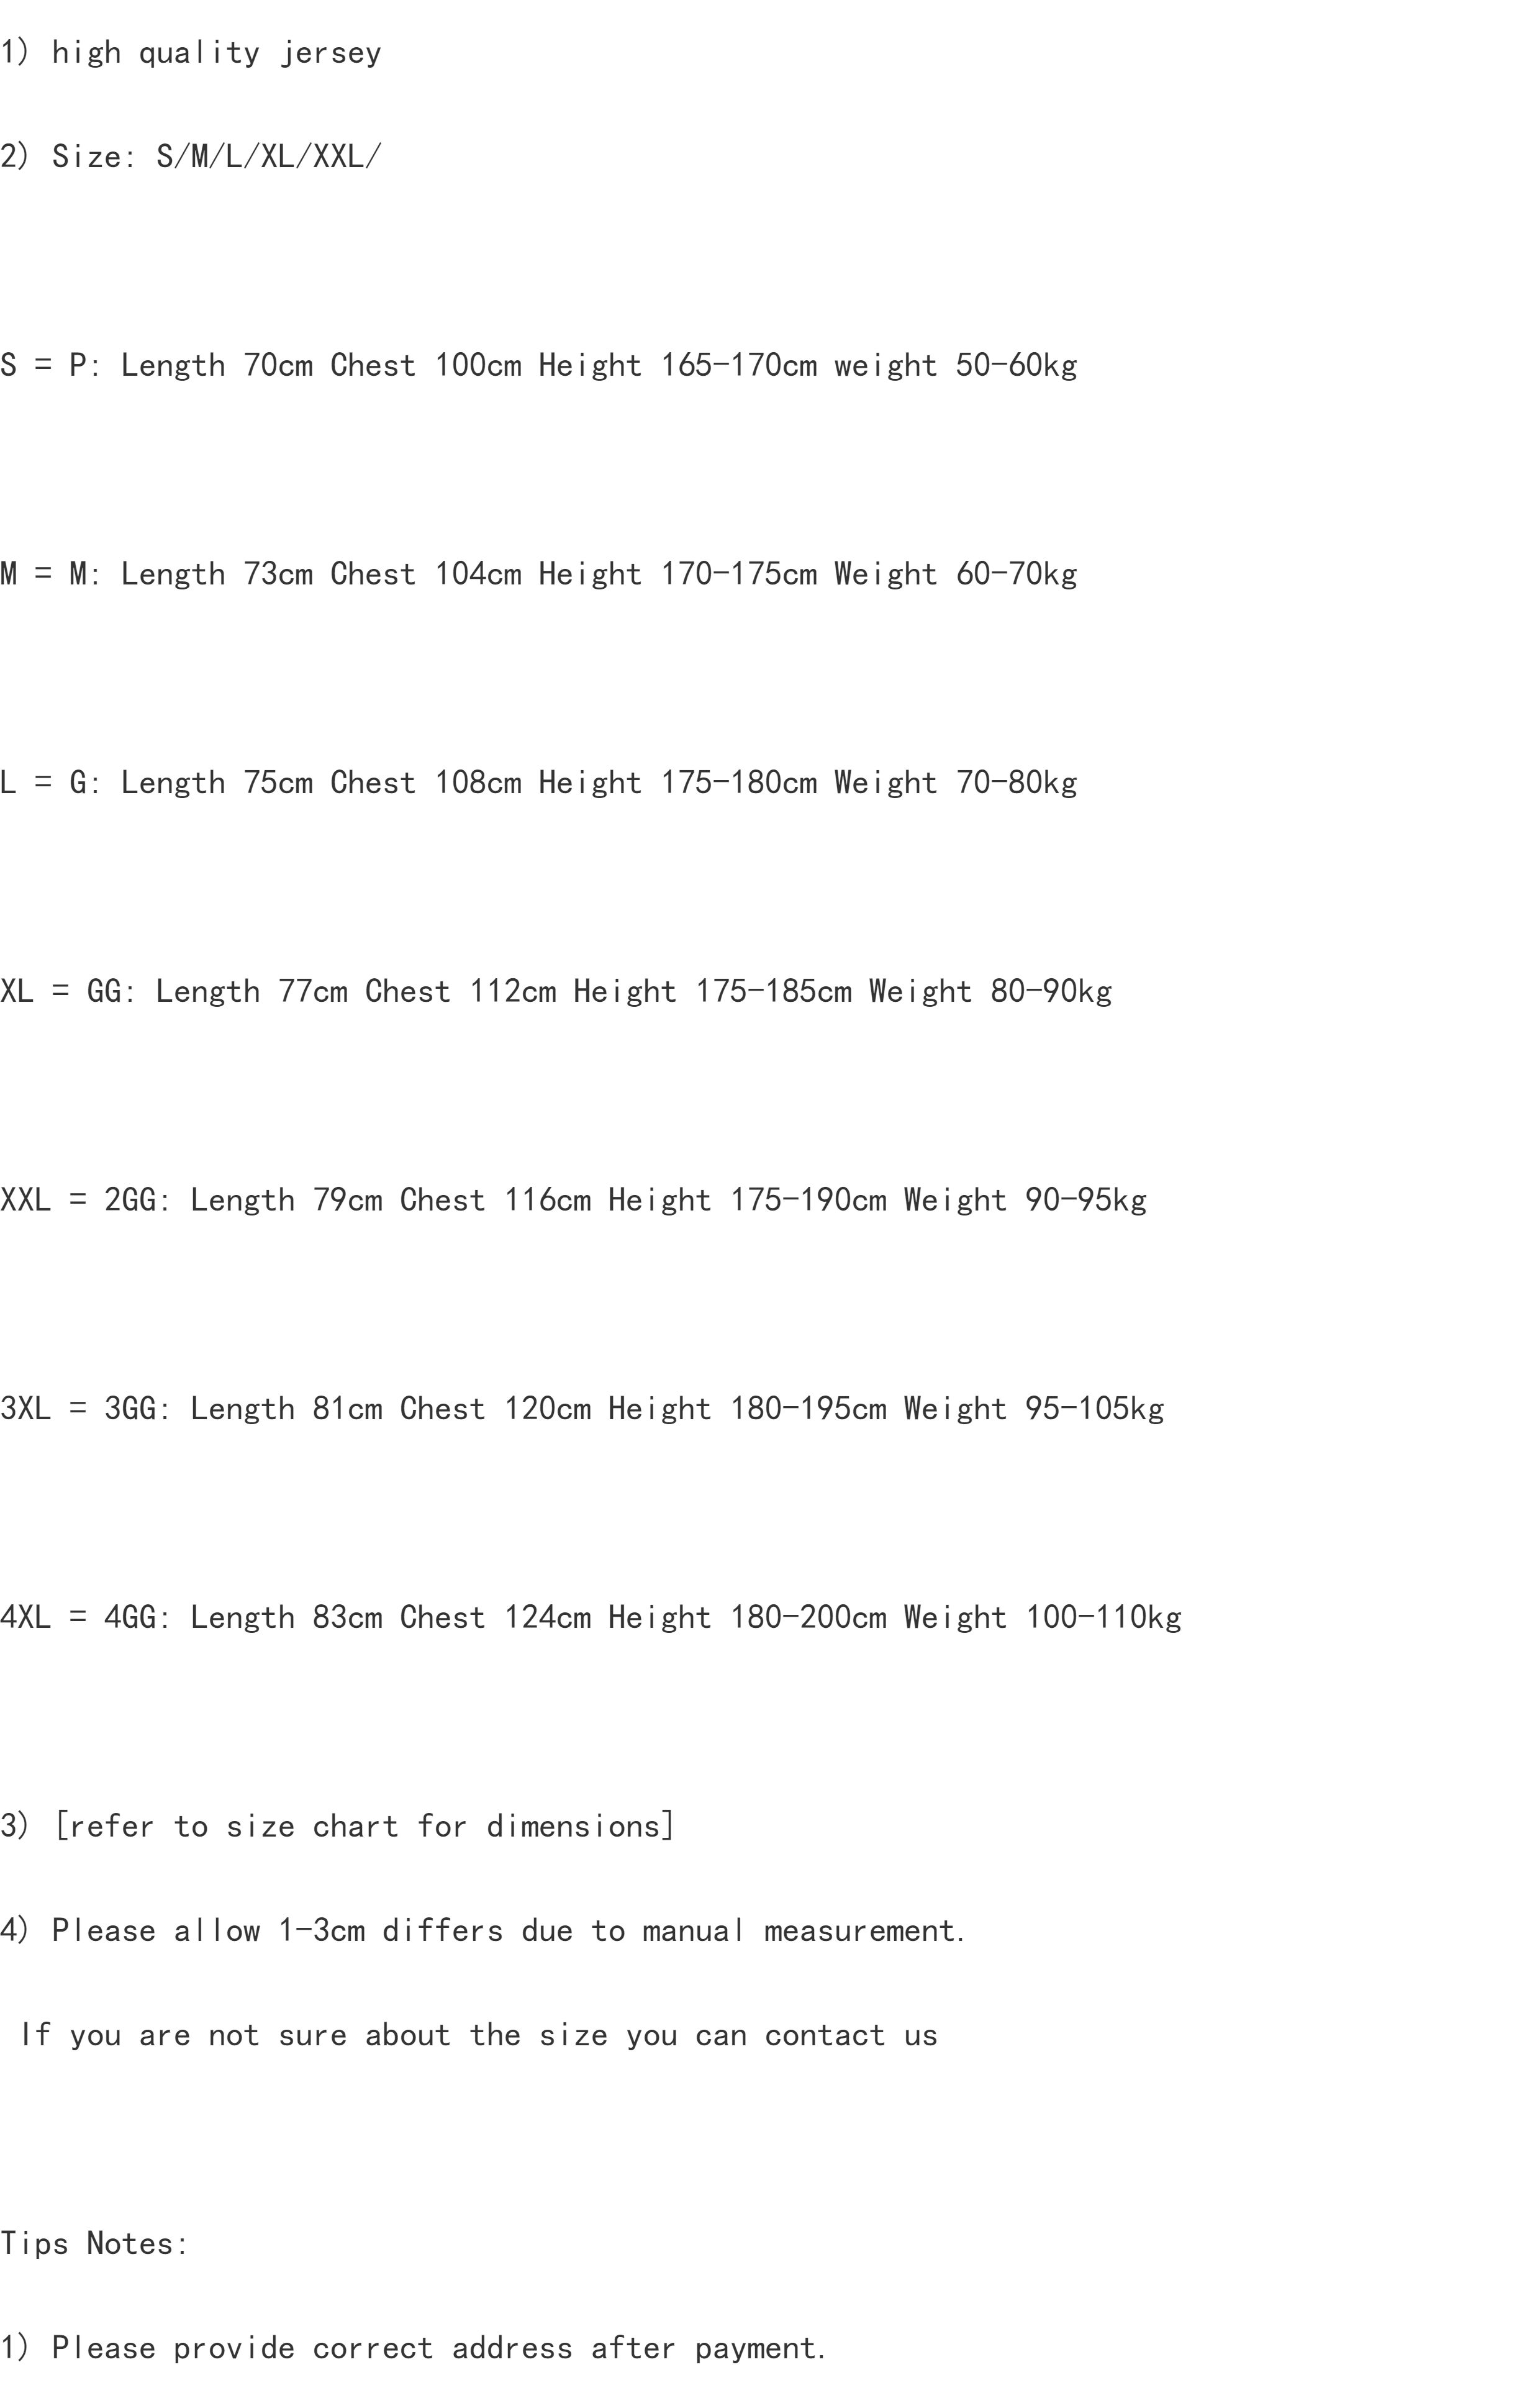 1) high quality jersey
2) Size: S/M/L/XL/XXL/
S = P: Length 70cm Chest 100cm Height 165-170cm weight 50-60kg
M = M: Length 73cm Chest 104cm Height 170-175cm Weight 60-70kg
L = G: Length 75cm Chest 108cm Height 175-180cm Weight 70-80kg
XL = GG: Length 77cm Chest 112cm Height 175-185cm Weight 80-90kg
XXL = 2GG: Length 79cm Chest 116cm Height 175-190cm Weight 90-95kg
3XL = 3GG: Length 81cm Chest 120cm Height 180-195cm Weight 95-105kg
4XL = 4GG: Length 83cm Chest 124cm Height 180-200cm Weight 100-110kg
3) [refer to size chart for dimensions]
4) Please allow 1-3cm differs due to manual measurement.
If you are not sure about the size you can contact us
Tips Notes:
1) Please provide correct address after payment.